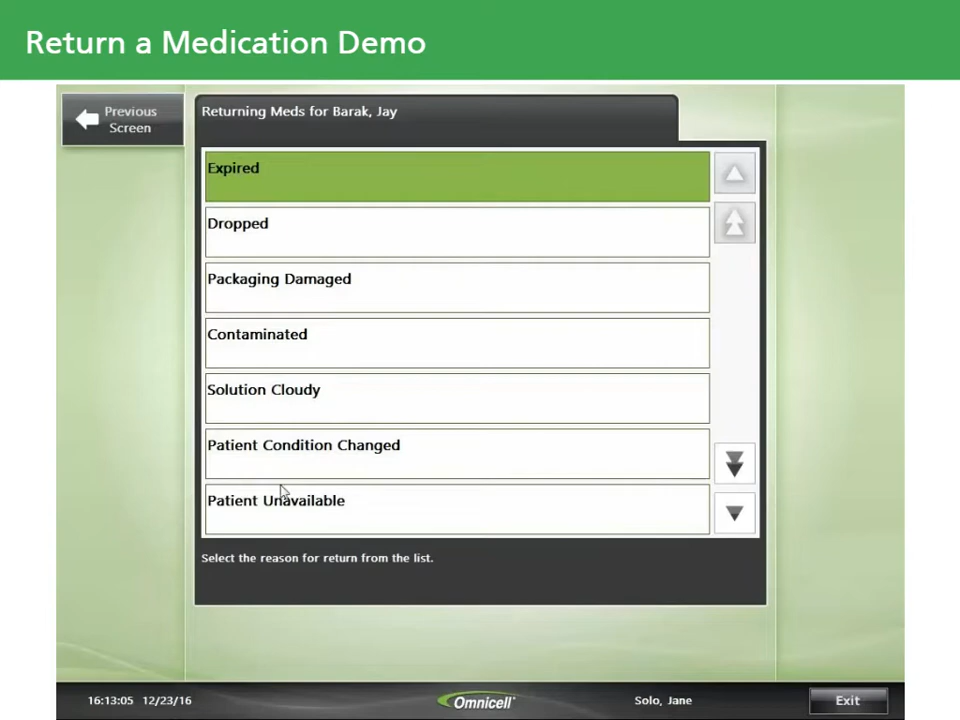 Return a Medication Demo
Previous
Screen
Returning Meds for Barak, Jay
Expired
Dropped
Packaging Damaged
Contaminated
Solution Cloudy
Patient Condition Changed
Patient Unavailable
Select the reason for return from the list.
16:13:05 12/23/16
Omnicell
Solo, Jane
Exit